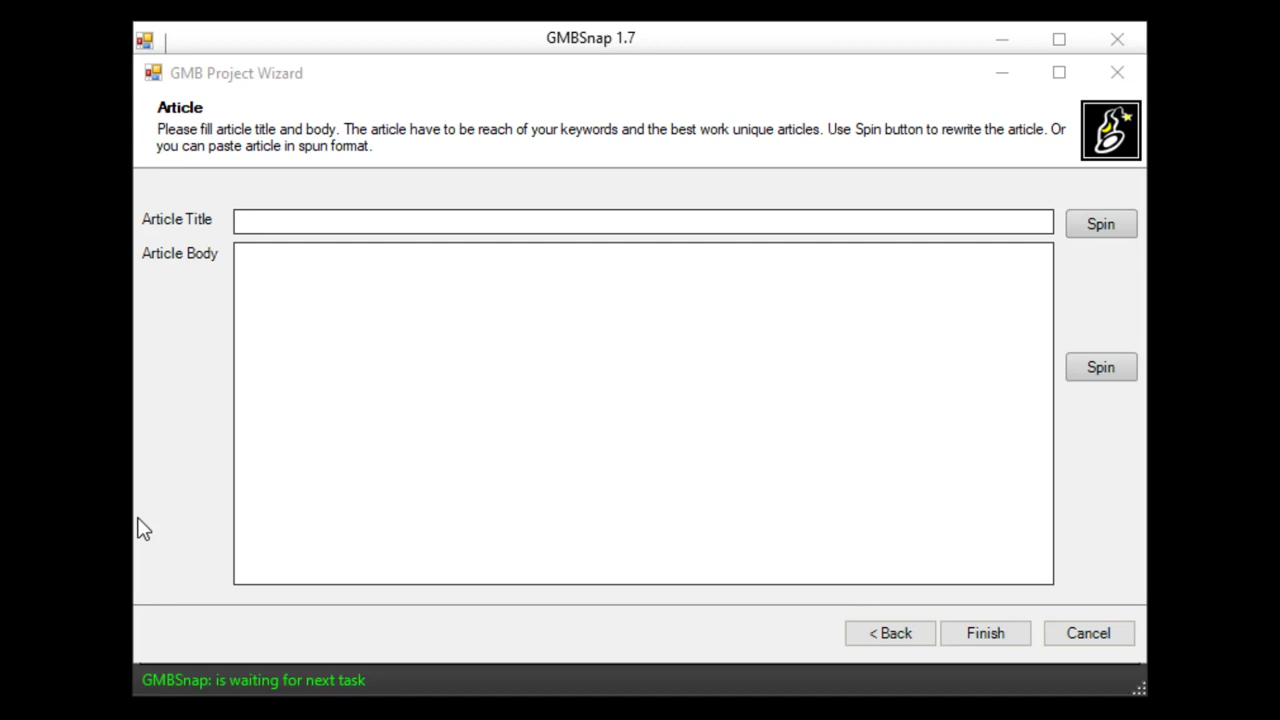 GMBSnap 1.7
GMB Project Wizard
Article
Please fill article title and body. The article have to be reach of your keywords and the best work unique articles. Use Spin button to rewrite the article. Or
you can paste article in spun format.
Article Title
Spin
Article Body
Spin
< Back
Finish
Cancel
GMBSnap: is waiting for next task